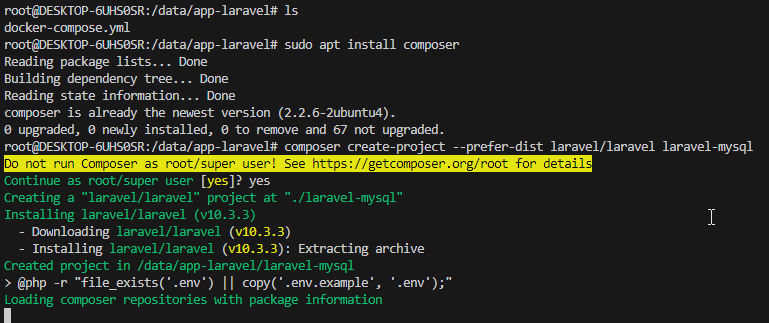 root@DESKTOP-6UHS0SR:/data/app-laravel# ls
docker-compose.yml
root@DESKTOP-6UHS0SR:/data/app-laravel# sudo apt install composer
Reading package lists... Done
Building dependency tree... Done
Reading state information... Done
composer is already the newest version (2.2.6-2ubuntu4).
0 upgraded, 0 newly installed, 0 to remove and 67 not upgraded.
root@DESKTOP-6UHS0SR:/data/app-laravel# composer create-project --prefer-dist laravel/laravel laravel-mysql
Do not run Composer as root/super user! See https://getcomposer.org/root for details
Continue as root/super user [yes]? yes
Creating a "laravel/laravel" project at "./laravel-mysql"
Installing laravel/laravel (v10.3.3)
  - Downloading laravel/laravel (v10.3.3)
  - Installing laravel/laravel (v10.3.3): Extracting archive
Created project in /data/app-laravel/laravel-mysql
> @php -r "file_exists('.env') || copy('.env.example', '.env');"
Loading composer repositories with package information